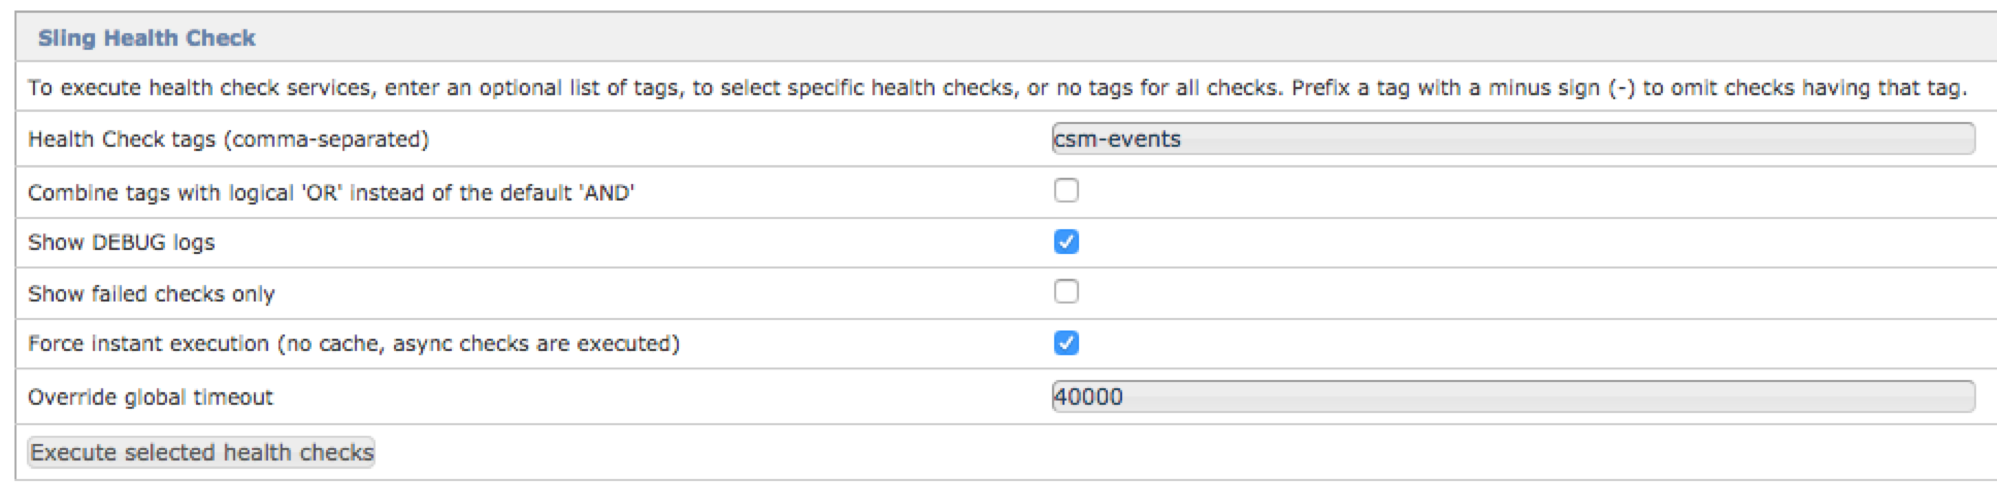 Sling Health Check
To execute health check services, enter an optional list of tags, to select specific health checks, or no tags for all checks. Prefix a tag with a minus sign (-) to omit checks having that tag.
Health Check tags (comma-separated) csm-events
Combine tags with logical 'OR' instead of the default 'AND'
Show DEBUG logs
Show failed checks only
Force instant execution (no cache, async checks are executed)
Override global timeout 40000
Execute selected health checks